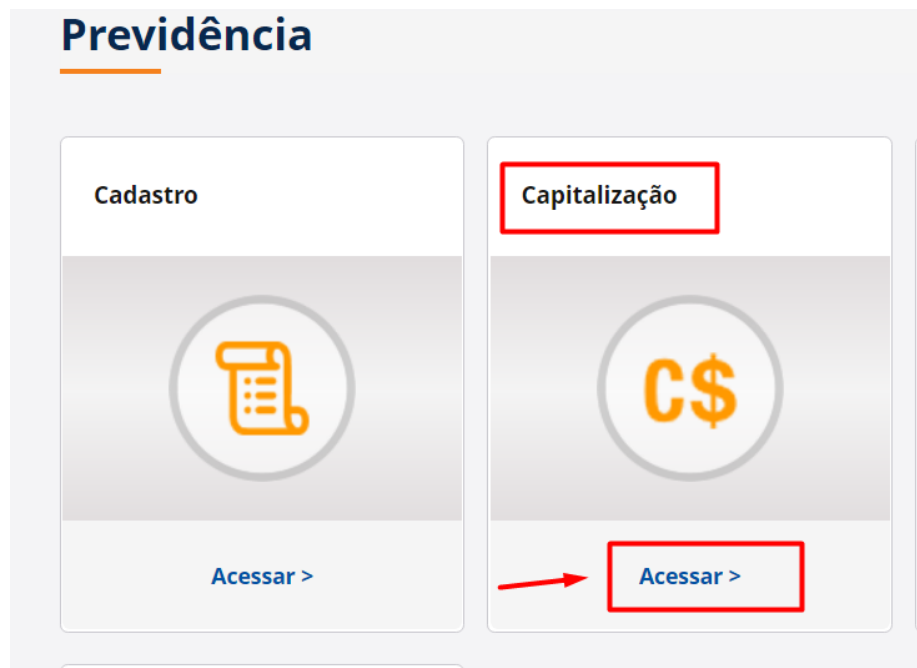 Previdência
Cadastro
Capitalização
C$
Acessar >
Acessar >